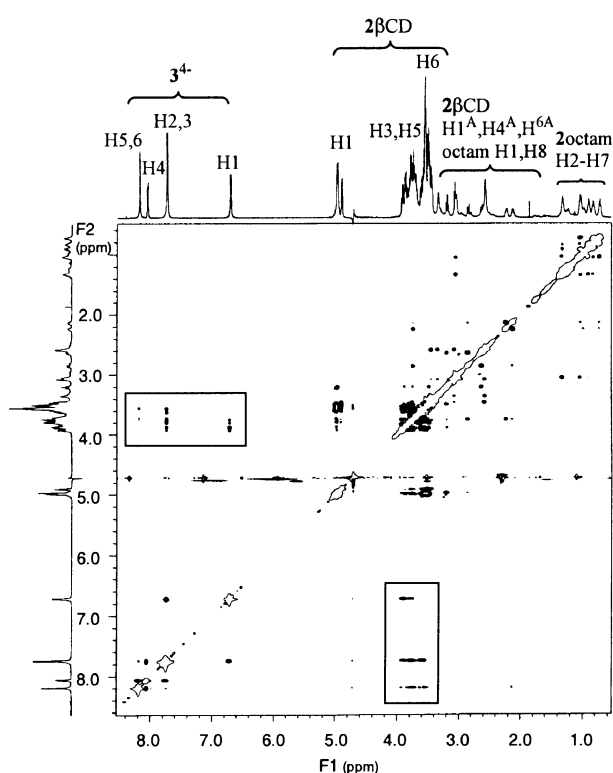 2βCD
H6
3⁴⁻
2βCD
H2,3
H1ᴬ,H4ᴬ,H⁶ᴬ
H5,6
H3,H5
octam H1,H8
2octam
H4
H1
H1
H2-H7
F2
(ppm)
2.0
3.0
4.0
5.0
6.0
7.0
8.0
8.0 7.0 6.0 5.0 4.0 3.0 2.0 1.0
F1 (ppm)